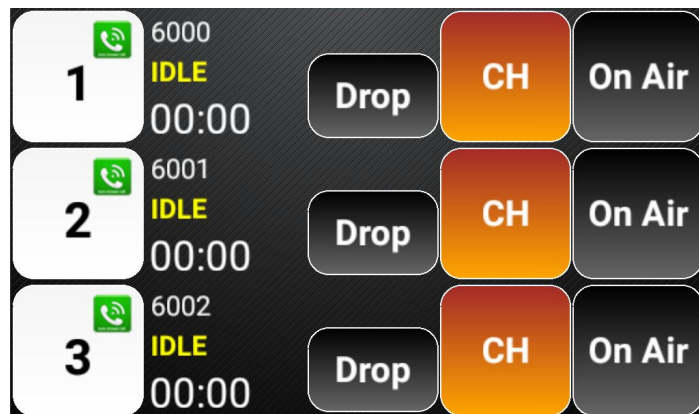 6000
1 IDLE Drop CH On Air
00:00
6001
2 IDLE Drop CH On Air
00:00
6002
3 IDLE Drop CH On Air
00:00